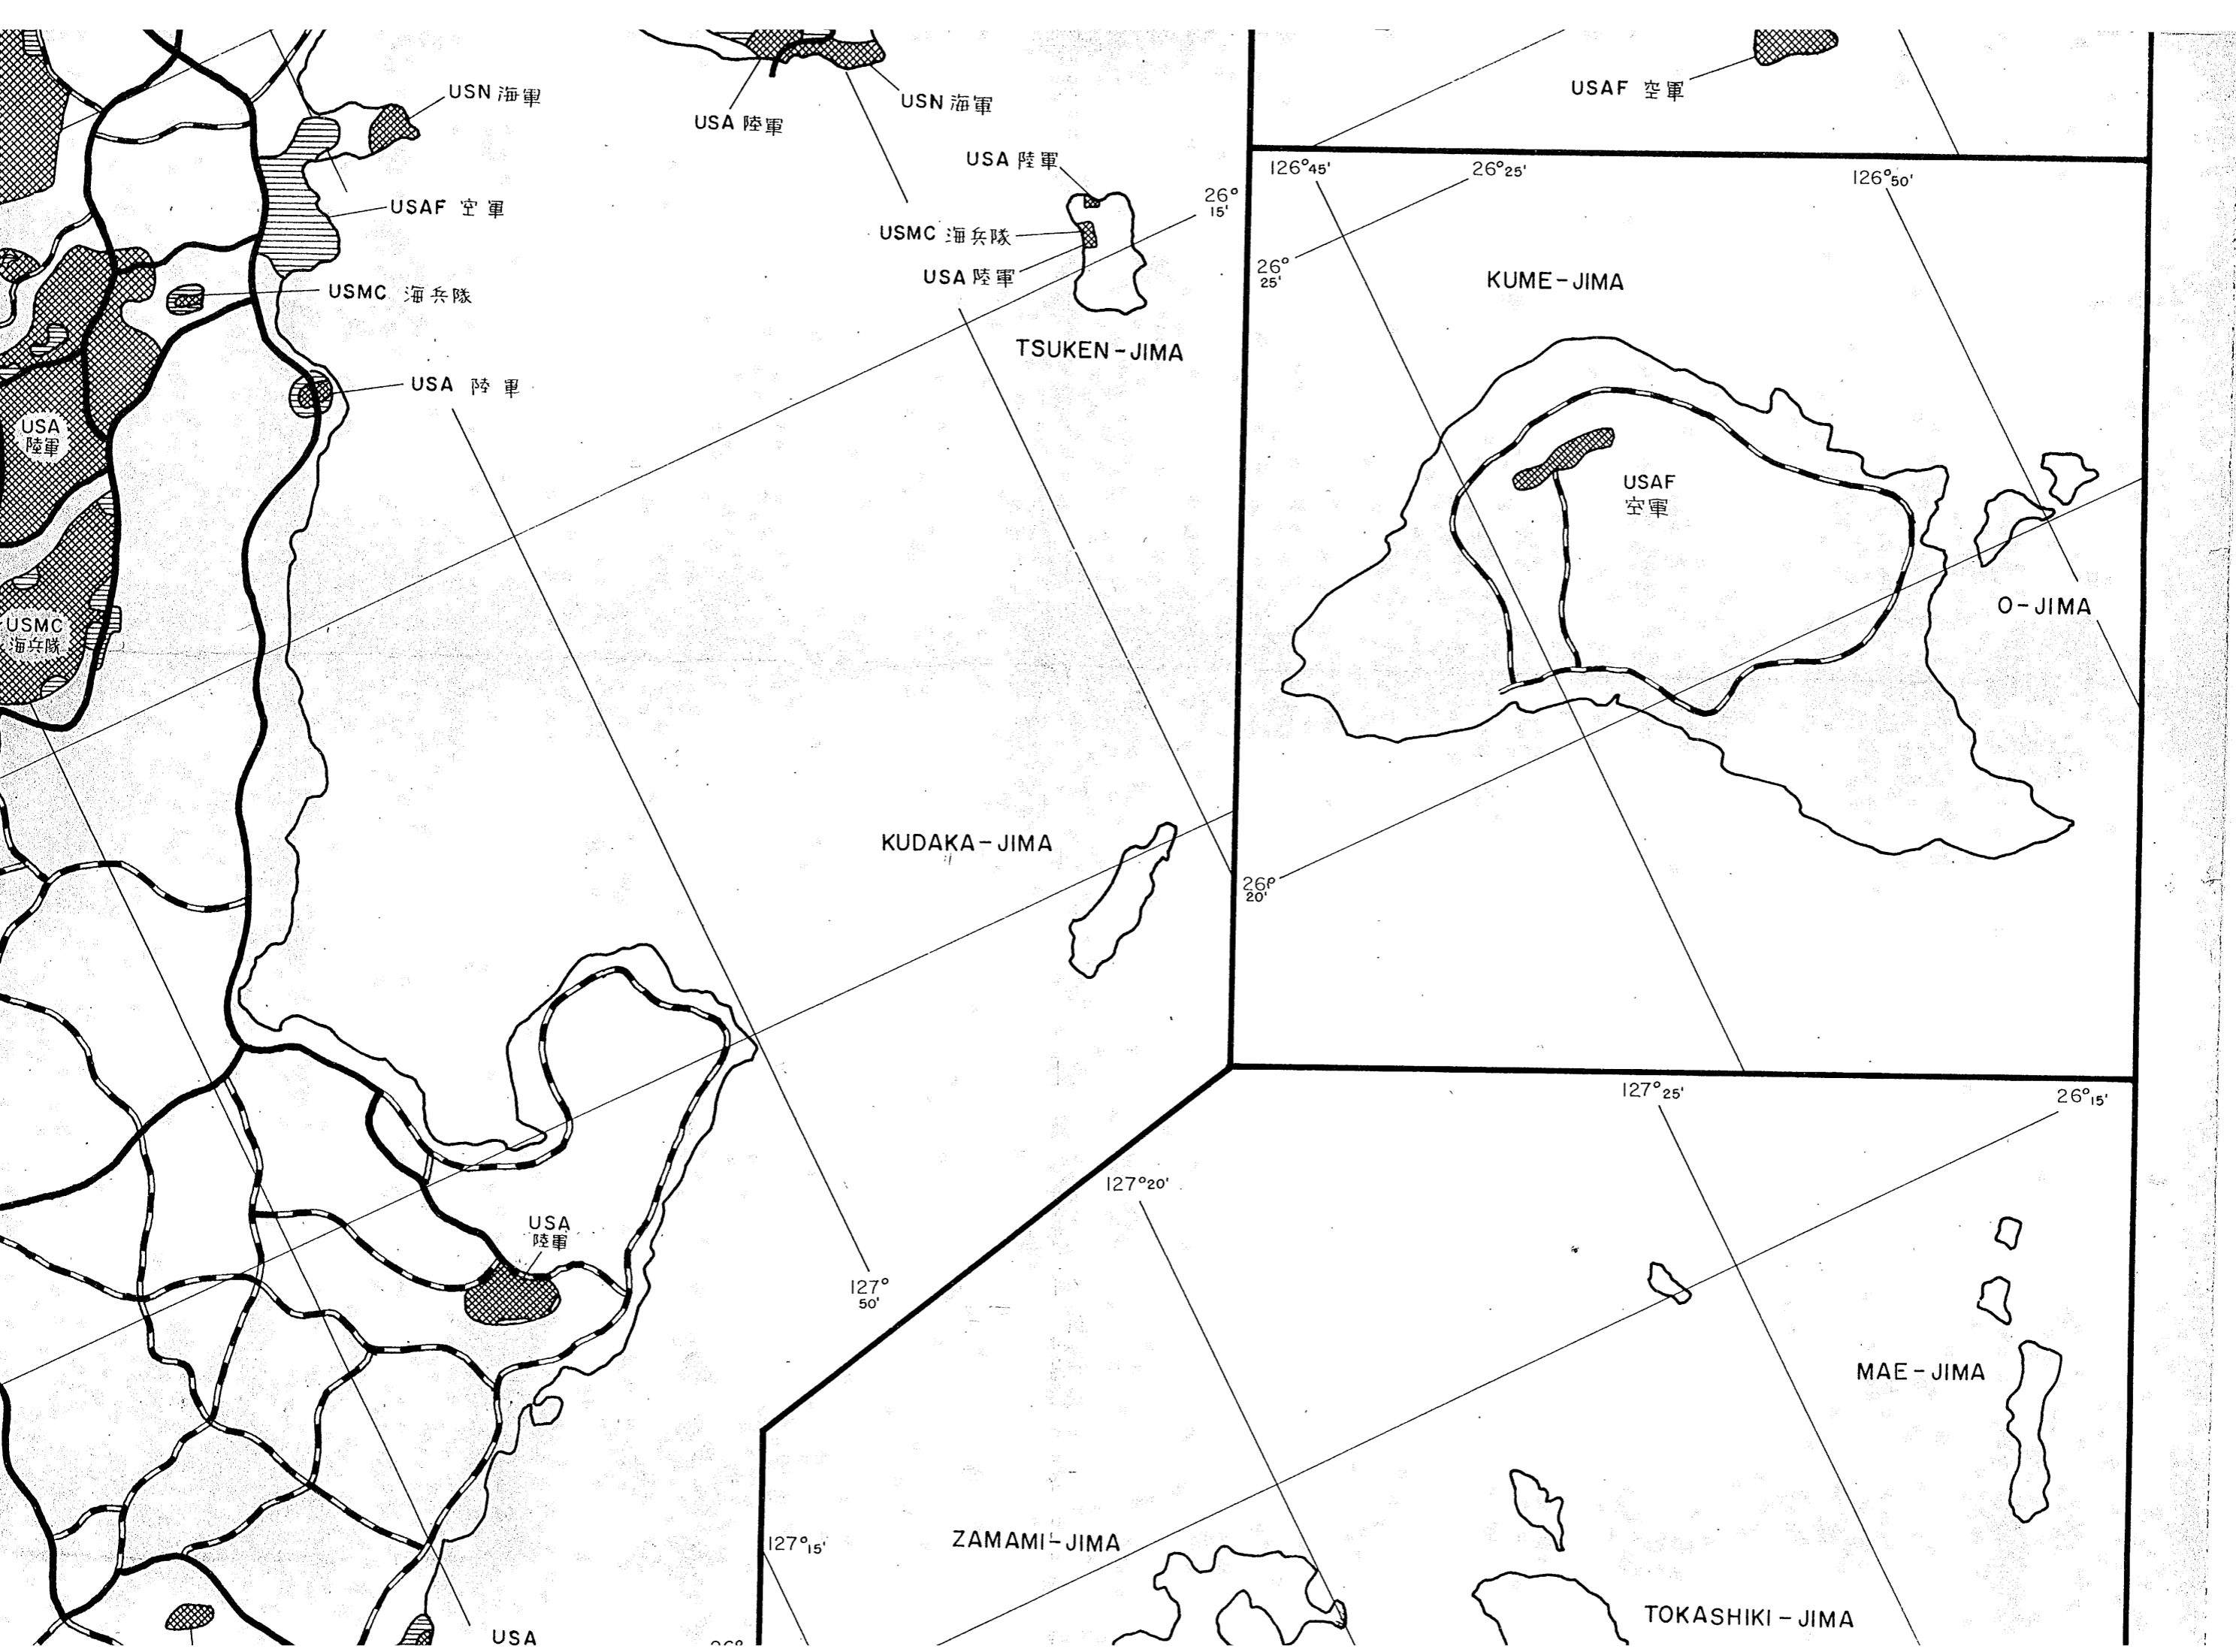 USN 海軍
USAF 空軍
USMC 海兵隊
USA 陸軍
USA
陸軍
USMC
海兵隊
USA 陸軍
USN 海軍
USA 陸軍
USMC 海兵隊
USA 陸軍
26°
15'
TSUKEN-JIMA
KUDAKA-JIMA
USA
陸軍
127°
50'
USA
USAF 空軍
126°45'
26°25'
126°50'
26°
25'
KUME-JIMA
USAF
空軍
O-JIMA
26°
20'
127°25'
26°15'
127°20'
MAE-JIMA
127°15'
ZAMAMI-JIMA
TOKASHIKI-JIMA